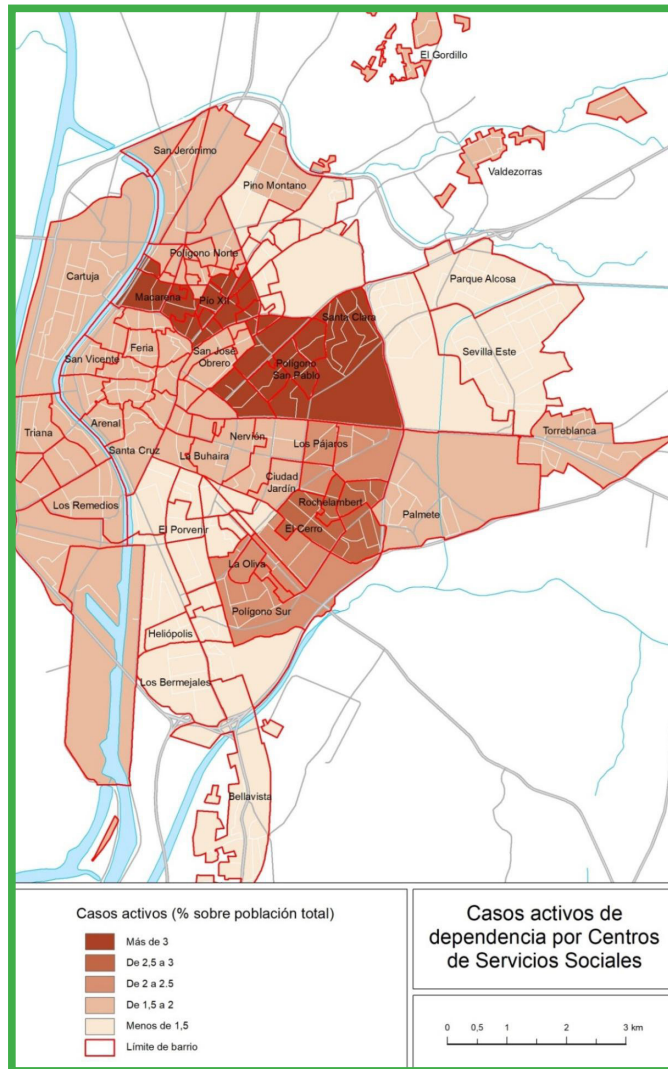 El Gordillo
San Jerónimo
Valdezorras
Pino Montano
Polígono Norte
Cartuja
Parque Alcosa
Macarena
Pío XII
Santa Clara
Feria
San José
Obrero
Sevilla Este
San Vicente
Polígono
San Pablo
Triana
Arenal
Nervión
Torreblanca
Santa Cruz
La Buhaira
Los Pájaros
Ciudad
Jardín
Los Remedios
Rochelambert
Palmete
El Porvenir
El Cerro
La Oliva
Polígono Sur
Heliópolis
Los Bermejales
Bellavista
Casos activos (% sobre población total)
Más de 3
De 2,5 a 3
De 2 a 2.5
De 1,5 a 2
Menos de 1,5
Límite de barrio
Casos activos de
dependencia por Centros
de Servicios Sociales
0 0,5 1 2 3 km